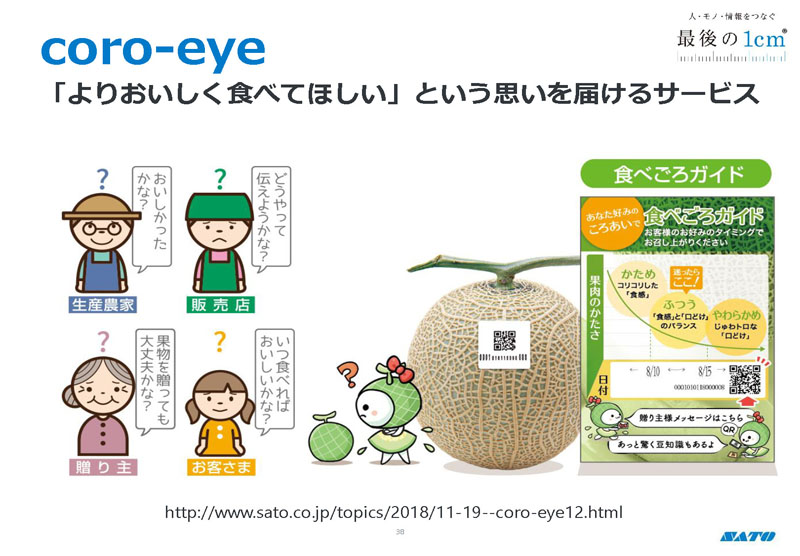 coro-eye
人・モノ・情報をつなぐ
最後の1cm®
「よりおいしく食べてほしい」という思いを届けるサービス
?
おいしかった
かな?
生産農家
?
どうやって
伝えようかな?
販売店
?
果物を贈っても
大丈夫かな?
贈り主
?
いつ食べれば
おいしいかな?
お客さま
?
食べごろガイド
あなた好みの
ころあいで
食べごろガイド
お客様のお好みのタイミングで
お召し上がりください
果肉のかたさ
かため
コリコリした
「食感」
迷ったら
ここ!
ふつう
「食感」と「口どけ」
のバランス
やわらかめ
じゅわトロな
「口どけ」
日付
← 8/10 ⟷ 8/15 →
00010101B8000008
贈り主様メッセージはこちら
QR
あっと驚く豆知識もあるよ
http://www.sato.co.jp/topics/2018/11-19--coro-eye12.html
38
SATO